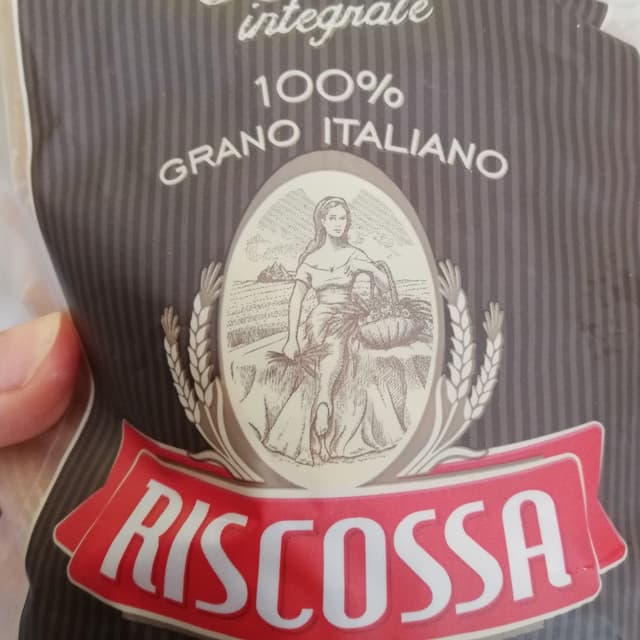 integrale
100%
GRANO ITALIANO
RISCOSSA